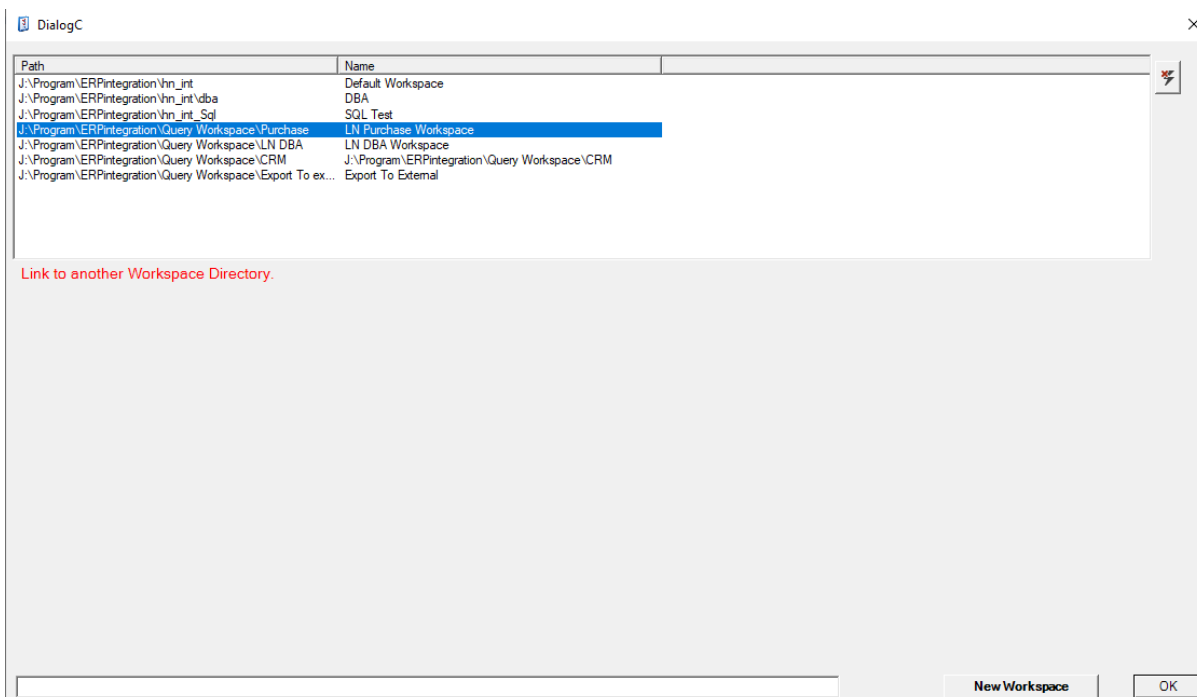 DialogC
Path Name
J:\Program\ERPintegration\hn_int Default Workspace
J:\Program\ERPintegration\hn_int\dba DBA
J:\Program\ERPintegration\hn_int_Sql SQL Test
J:\Program\ERPintegration\Query Workspace\Purchase LN Purchase Workspace
J:\Program\ERPintegration\Query Workspace\LN DBA LN DBA Workspace
J:\Program\ERPintegration\Query Workspace\CRM J:\Program\ERPintegration\Query Workspace\CRM
J:\Program\ERPintegration\Query Workspace\Export To ex... Export To External
Link to another Workspace Directory.
New Workspace OK